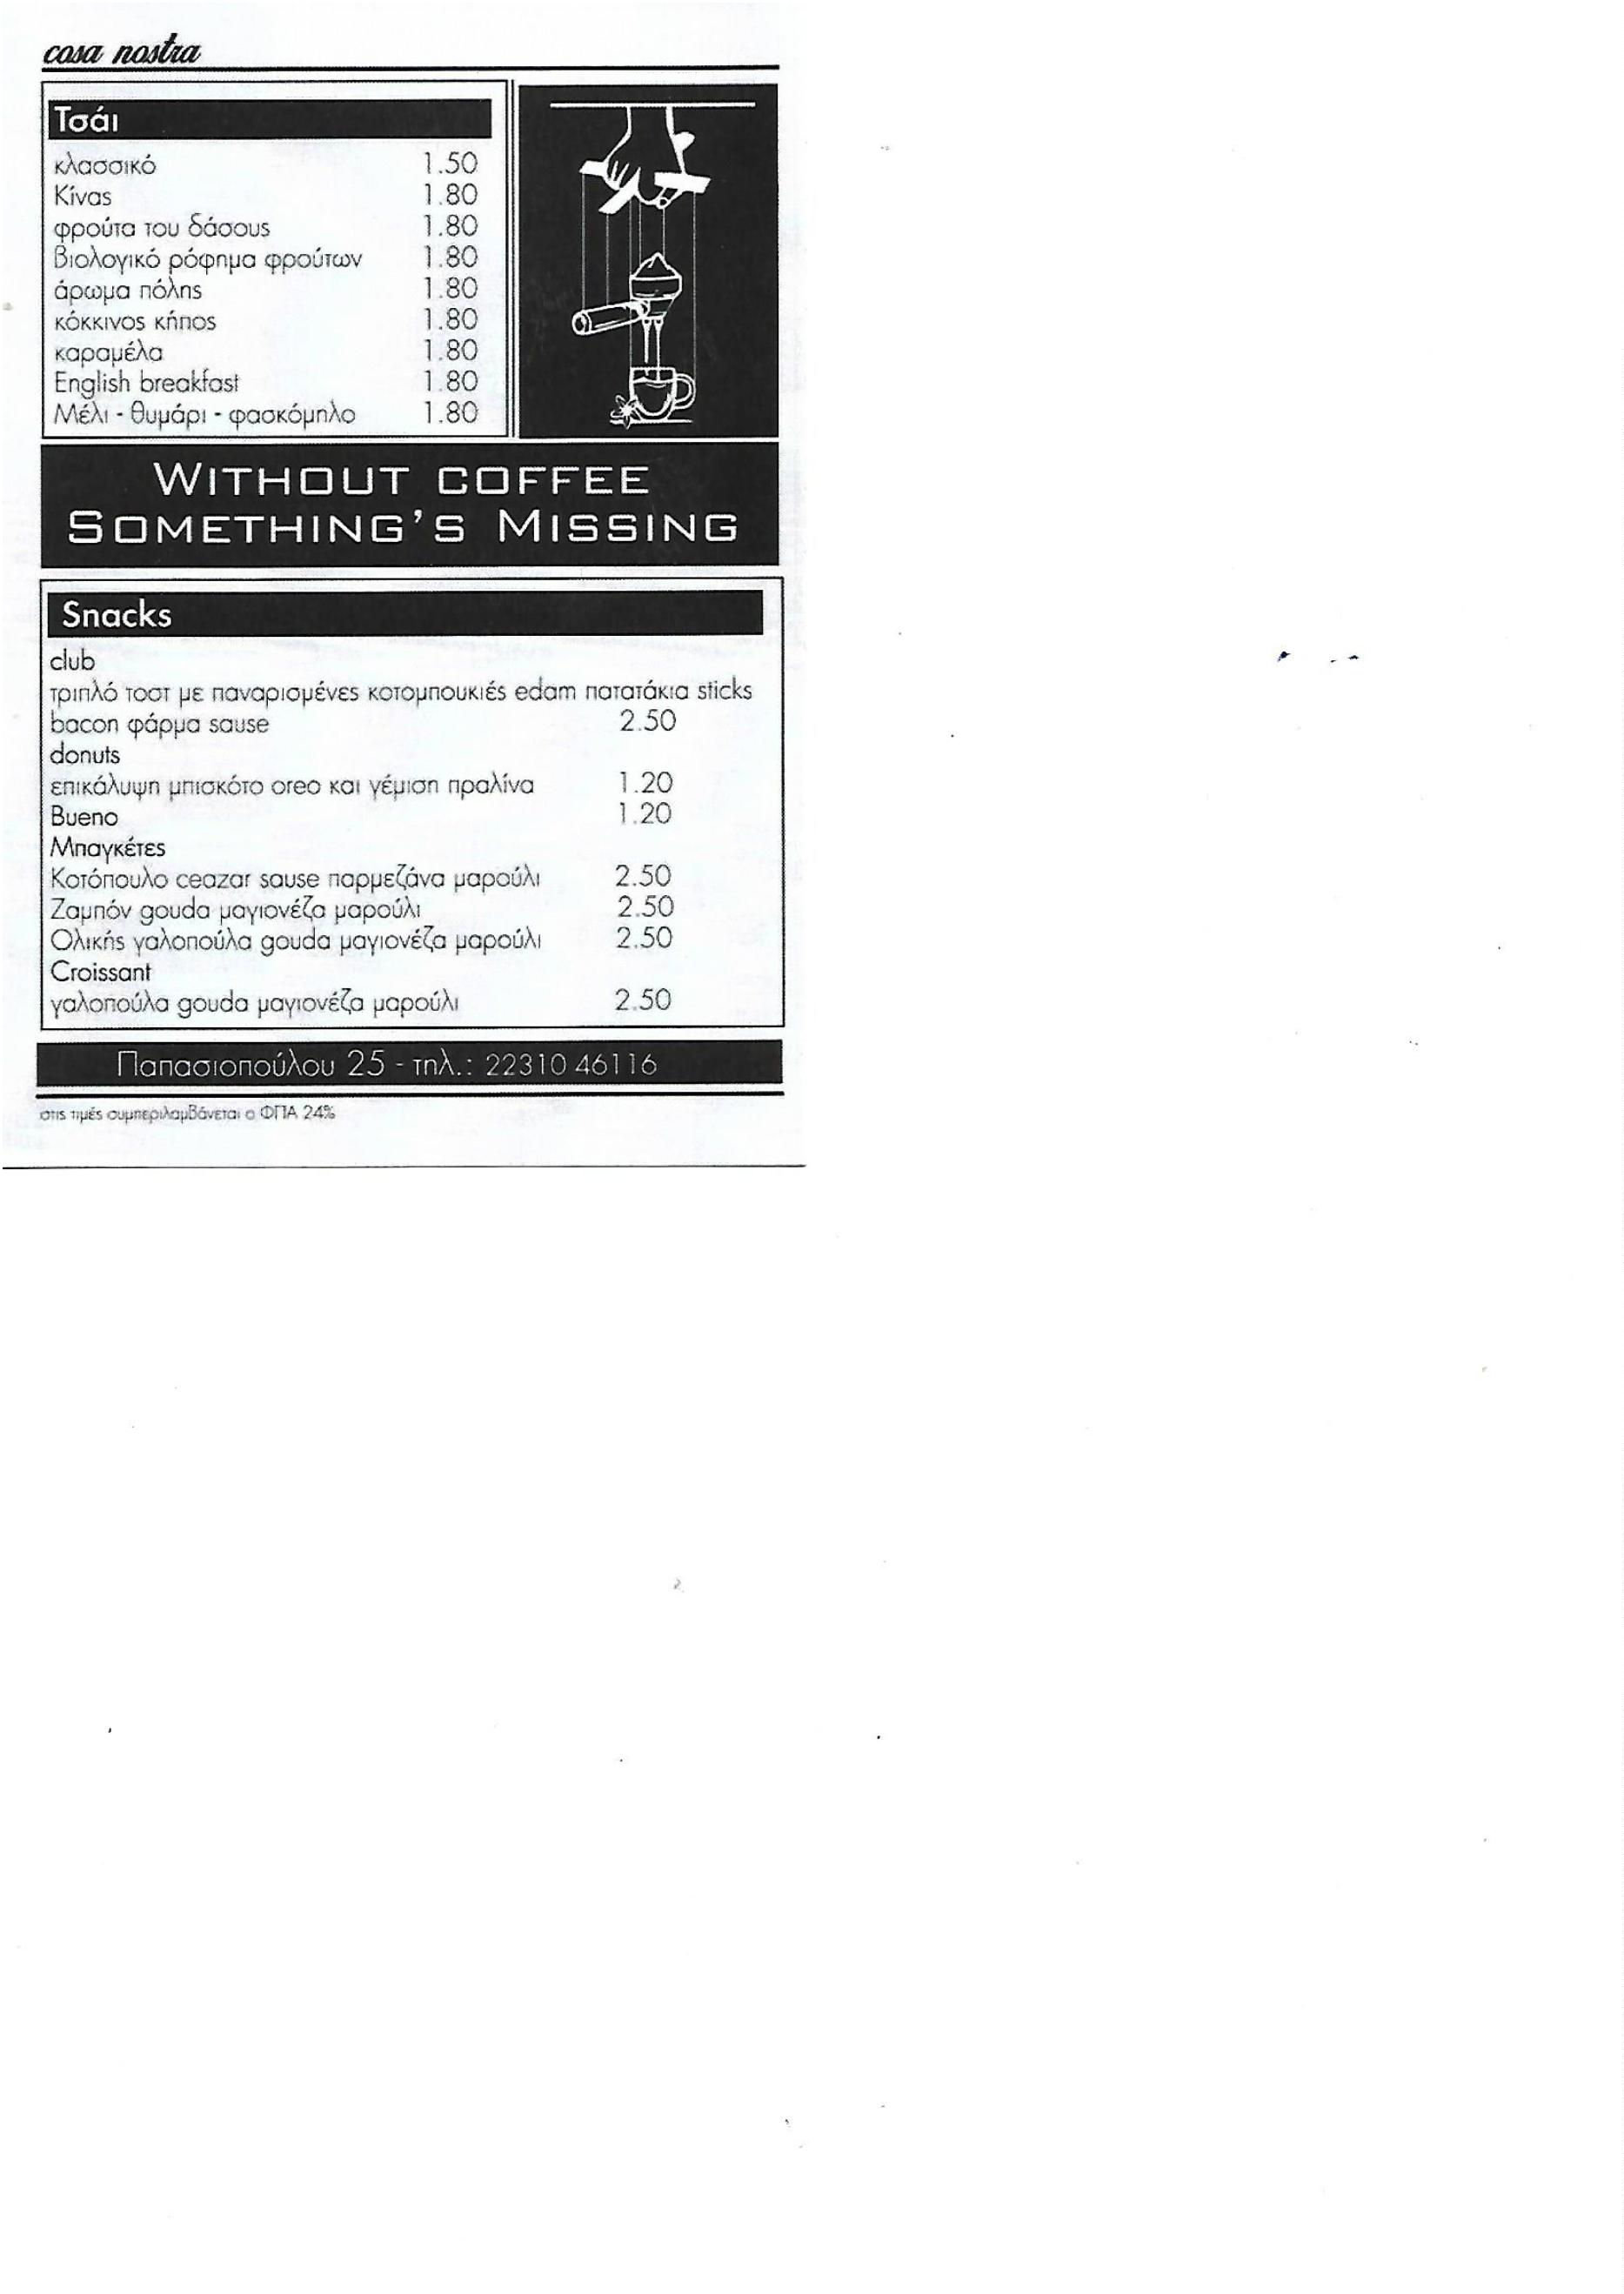 cosa nostra
Τσάι
κλασσικό 1.50
Κίνας 1.80
φρούτα του δάσους 1.80
βιολογικό ρόφημα φρούτων 1.80
άρωμα πόλης 1.80
κόκκινος κήπος 1.80
καραμέλα 1.80
English breakfast 1.80
Μέλι - θυμάρι - φασκόμηλο 1.80
WITHOUT COFFEE
SOMETHING'S MISSING
Snacks
club
τριπλό τοστ με παναρισμένες κοτομπουκιές edam πατατάκια sticks
bacon φάρμα sause 2.50
donuts
επικάλυψη μπισκότο oreo και γέμιση πραλίνα 1.20
Bueno 1.20
Μπαγκέτες
Κοτόπουλο ceazar sause παρμεζάνα μαρούλι 2.50
Ζαμπόν gouda μαγιονέζα μαρούλι 2.50
Ολικής γαλοπούλα gouda μαγιονέζα μαρούλι 2.50
Croissant
γαλοπούλα gouda μαγιονέζα μαρούλι 2.50
Παπασιοπούλου 25 - τηλ.: 22310 46116
στις τιμές συμπεριλαμβάνεται ο ΦΠΑ 24%